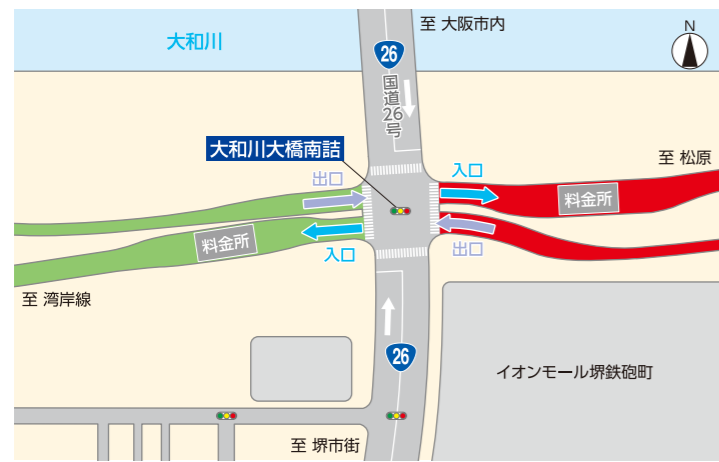 至 大阪市内
N
大和川
26
国道26号
大和川大橋南詰
至 松原
出口
入口
料金所
料金所
入口
出口
至 湾岸線
26
イオンモール堺鉄砲町
至 堺市街